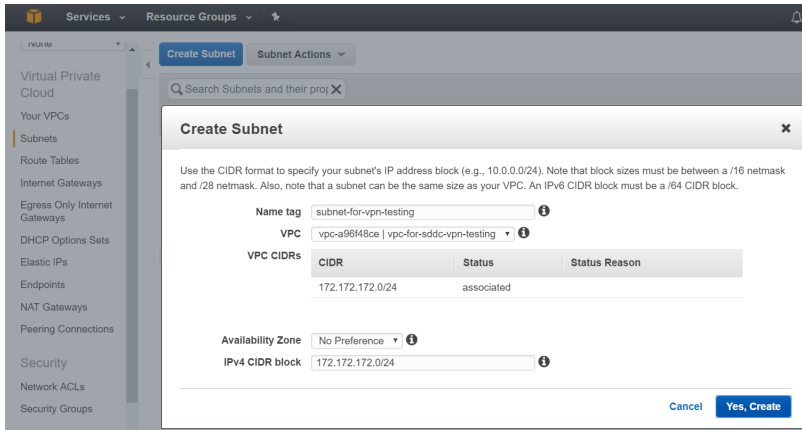 Services Resource Groups
None
Create Subnet Subnet Actions
Search Subnets and their prop
Virtual Private
Cloud
Your VPCs
Subnets
Route Tables
Internet Gateways
Egress Only Internet
Gateways
DHCP Options Sets
Elastic IPs
Endpoints
NAT Gateways
Peering Connections
Security
Network ACLs
Security Groups
Create Subnet
Use the CIDR format to specify your subnet's IP address block (e.g., 10.0.0.0/24). Note that block sizes must be between a /16 netmask
and /28 netmask. Also, note that a subnet can be the same size as your VPC. An IPv6 CIDR block must be a /64 CIDR block.
Name tag subnet-for-vpn-testing
VPC vpc-a96f48ce | vpc-for-sddc-vpn-testing
VPC CIDRs
CIDR Status Status Reason
172.172.172.0/24 associated
Availability Zone No Preference
IPv4 CIDR block 172.172.172.0/24
Cancel Yes, Create